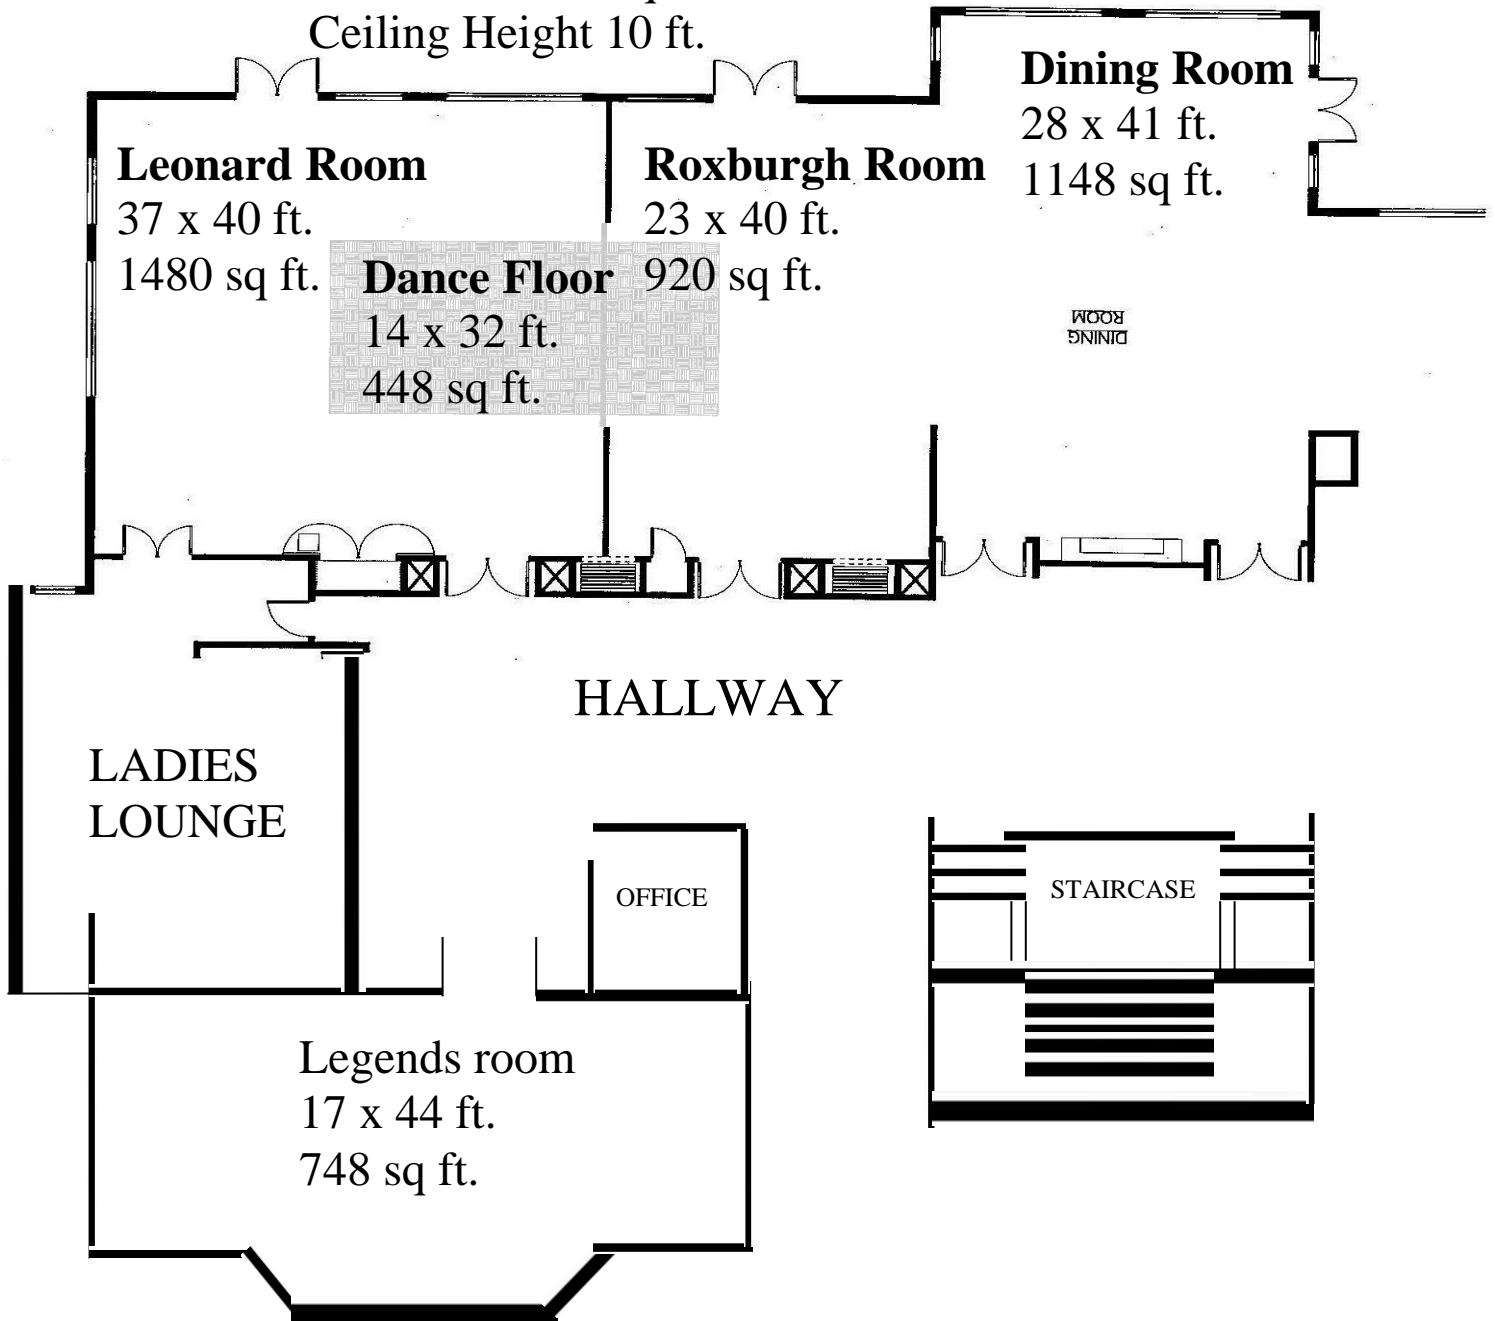 Ceiling Height 10 ft.
Dining Room
28 x 41 ft.
1148 sq ft.
Leonard Room
37 x 40 ft.
1480 sq ft.
Roxburgh Room
23 x 40 ft.
920 sq ft.
Dance Floor
14 x 32 ft.
448 sq ft.
DINING
ROOM
HALLWAY
LADIES
LOUNGE
OFFICE
STAIRCASE
Legends room
17 x 44 ft.
748 sq ft.